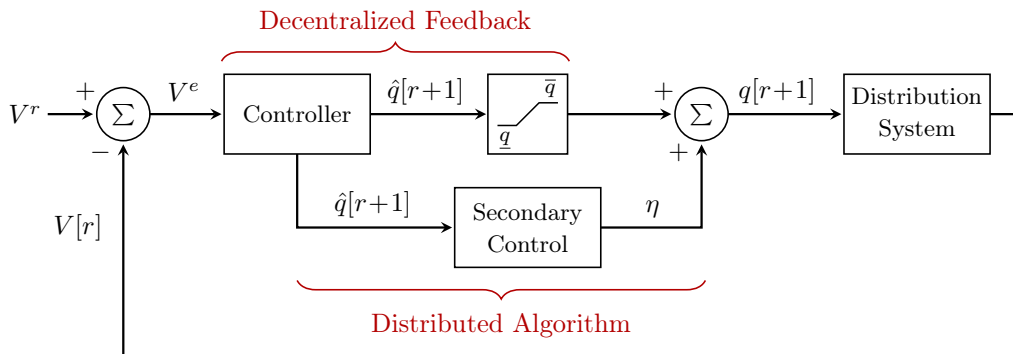 Decentralized Feedback
V^r
+
−
Σ
V^e
Controller
q̂[r+1]
q̅
q̲
+
+
Σ
q[r+1]
Distribution
System
V[r]
q̂[r+1]
Secondary
Control
η
Distributed Algorithm